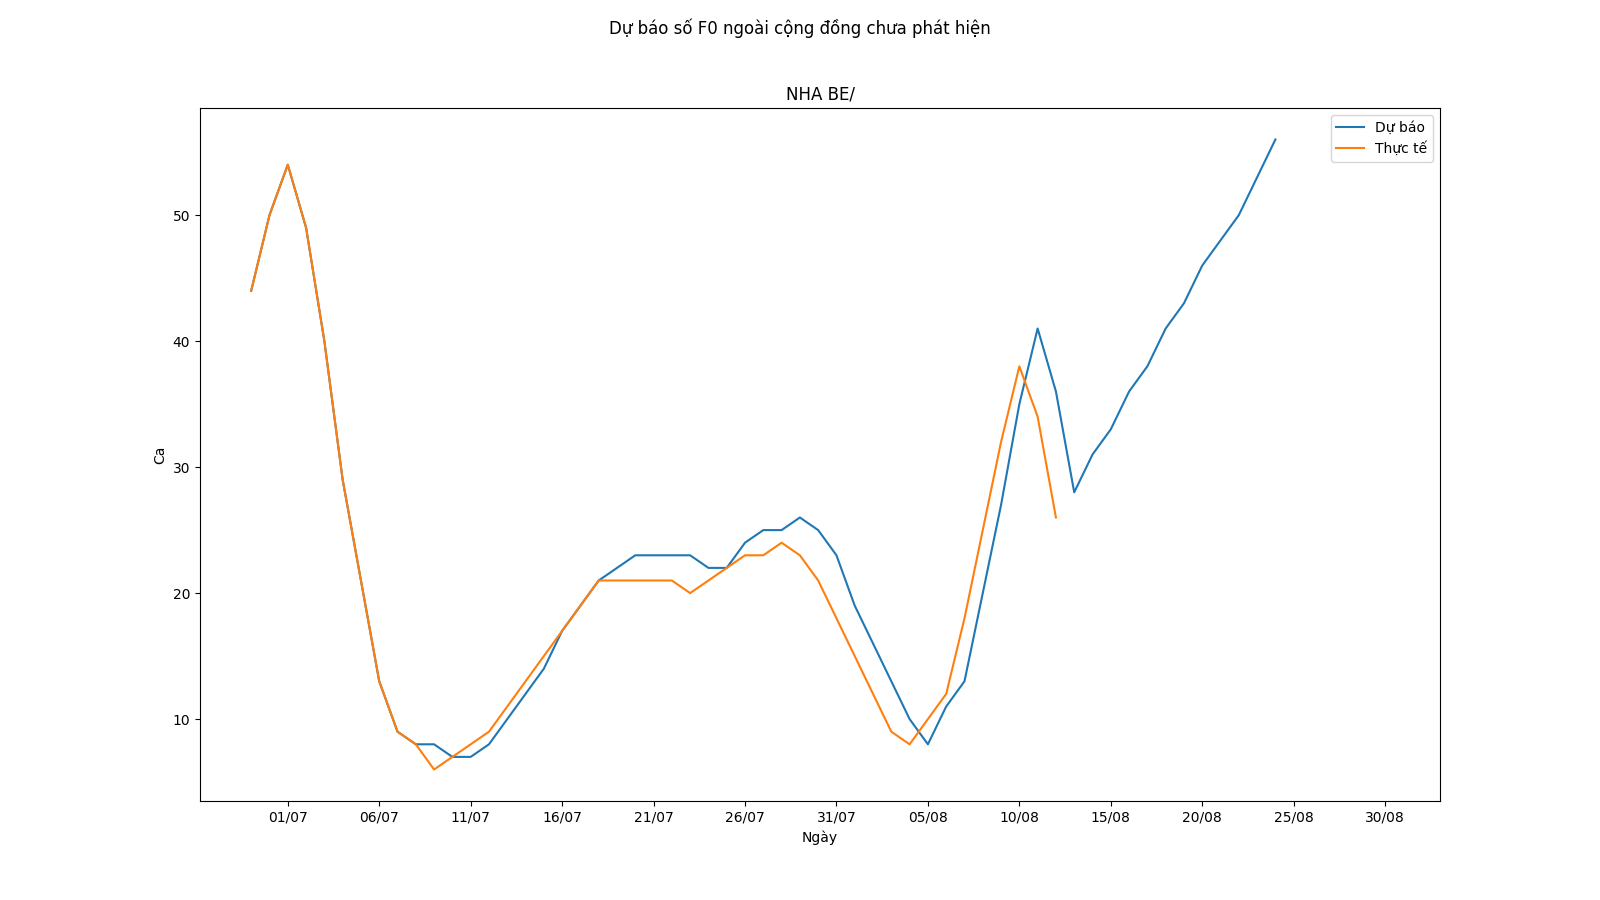 Dự báo số F0 ngoài cộng đồng chưa phát hiện
NHA BE/
Dự báo
Thực tế
50
40
30
20
10
Ca
01/07 06/07 11/07 16/07 21/07 26/07 31/07 05/08 10/08 15/08 20/08 25/08 30/08
Ngày